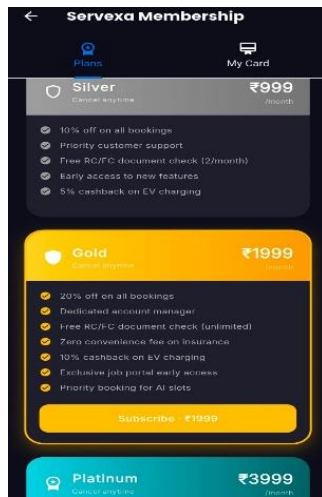 Servexa Membership
Plans
My Card
Silver
₹999
Cancel anytime
/month
10% off on all bookings
Priority customer support
Free RC/FC document check (2/month)
Early access to new features
5% cashback on EV charging
Gold
₹1999
Cancel anytime
/month
20% off on all bookings
Dedicated account manager
Free RC/FC document check (unlimited)
Zero convenience fee on insurance
10% cashback on EV charging
Exclusive job portal early access
Priority booking for AI slots
Subscribe · ₹1999
Platinum
₹3999
Cancel anytime
/month